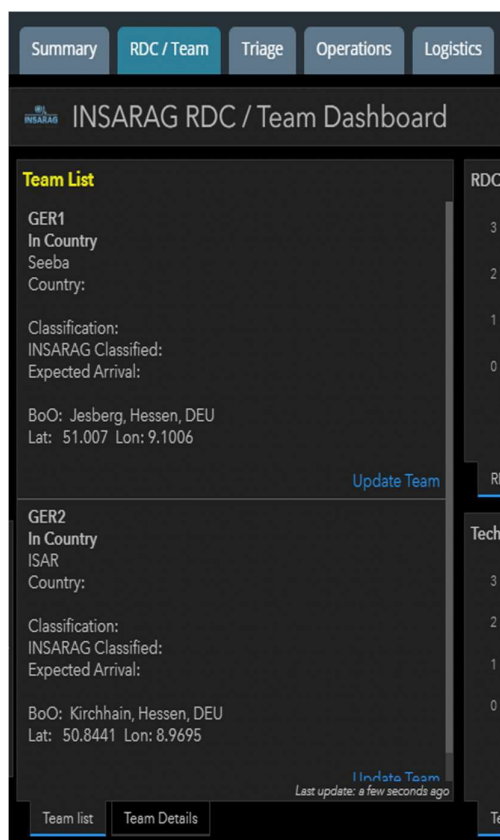 Summary RDC / Team Triage Operations Logistics
INSARAG INSARAG RDC / Team Dashboard
Team List
GER1
In Country
Seeba
Country:
Classification:
INSARAG Classified:
Expected Arrival:
BoO: Jesberg, Hessen, DEU
Lat: 51.007 Lon: 9.1006
Update Team
GER2
In Country
ISAR
Country:
Classification:
INSARAG Classified:
Expected Arrival:
BoO: Kirchhain, Hessen, DEU
Lat: 50.8441 Lon: 8.9695
Update Team
Last update: a few seconds ago
Team list Team Details
RDC
3
2
1
0
Tech
3
2
1
0